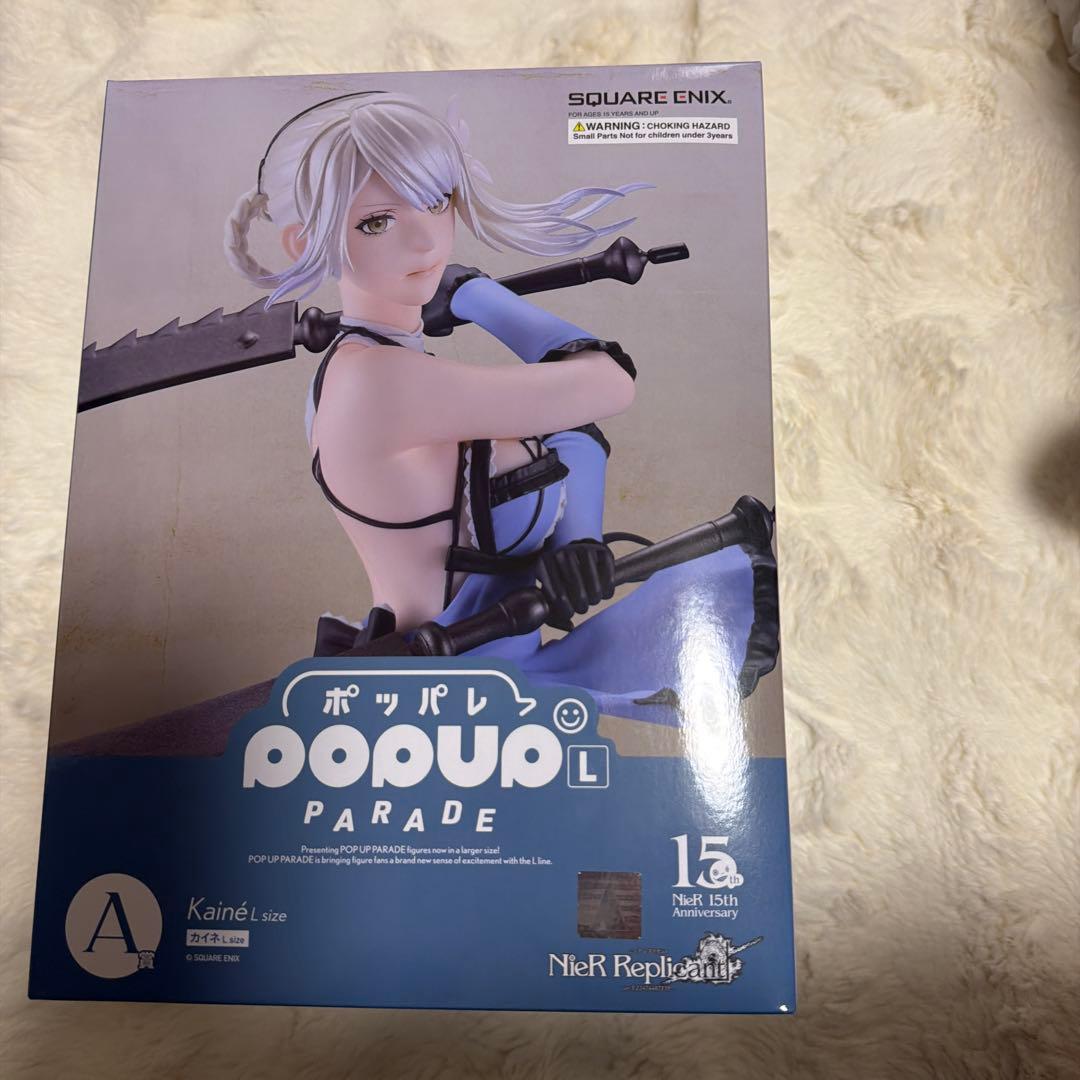 SQUARE ENIX®
FOR AGES 15 YEARS AND UP
⚠WARNING : CHOKING HAZARD
Small Parts Not for children under 3years
ポッパレ
POPUP L
PARADE
Presenting POP UP PARADE figures now in a larger size!
POP UP PARADE is bringing figure fans a brand new sense of excitement with the L line.
A賞
Kainé L size
カイネ L size
© SQUARE ENIX
A
15th
NieR 15th
Anniversary
NieR Replicant